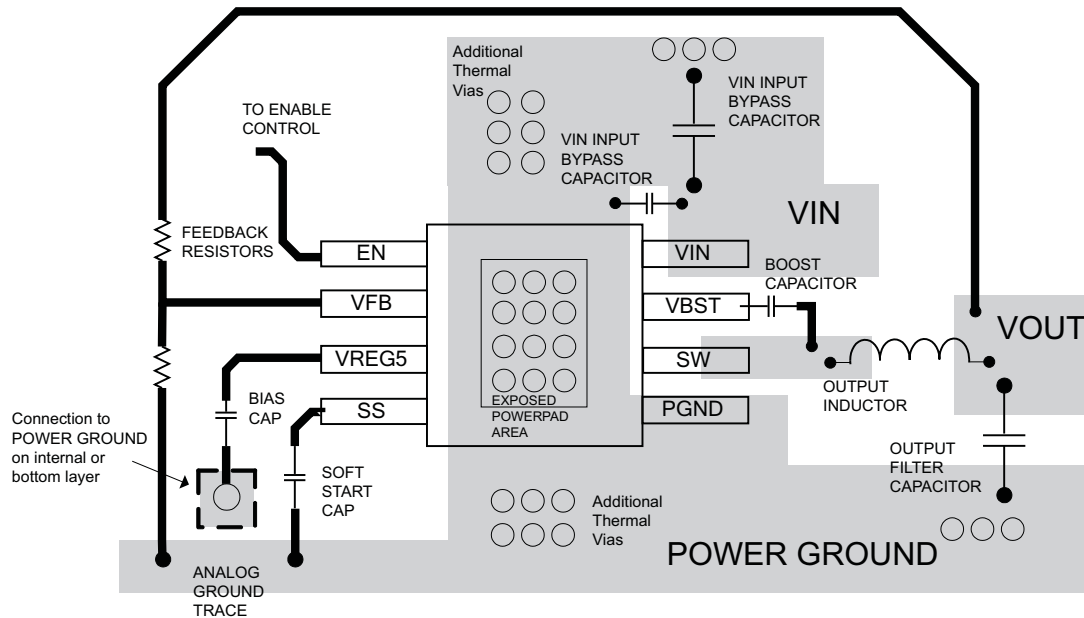 Additional
Thermal
Vias
VIN INPUT
BYPASS
CAPACITOR
TO ENABLE
CONTROL
VIN INPUT
BYPASS
CAPACITOR
VIN
FEEDBACK
RESISTORS
EN
VIN
BOOST
CAPACITOR
VFB
VBST
VOUT
VREG5
SW
OUTPUT
INDUCTOR
BIAS
CAP
SS
EXPOSED
POWERPAD
AREA
PGND
Connection to
POWER GROUND
on internal or
bottom layer
SOFT
START
CAP
OUTPUT
FILTER
CAPACITOR
Additional
Thermal
Vias
POWER GROUND
ANALOG
GROUND
TRACE